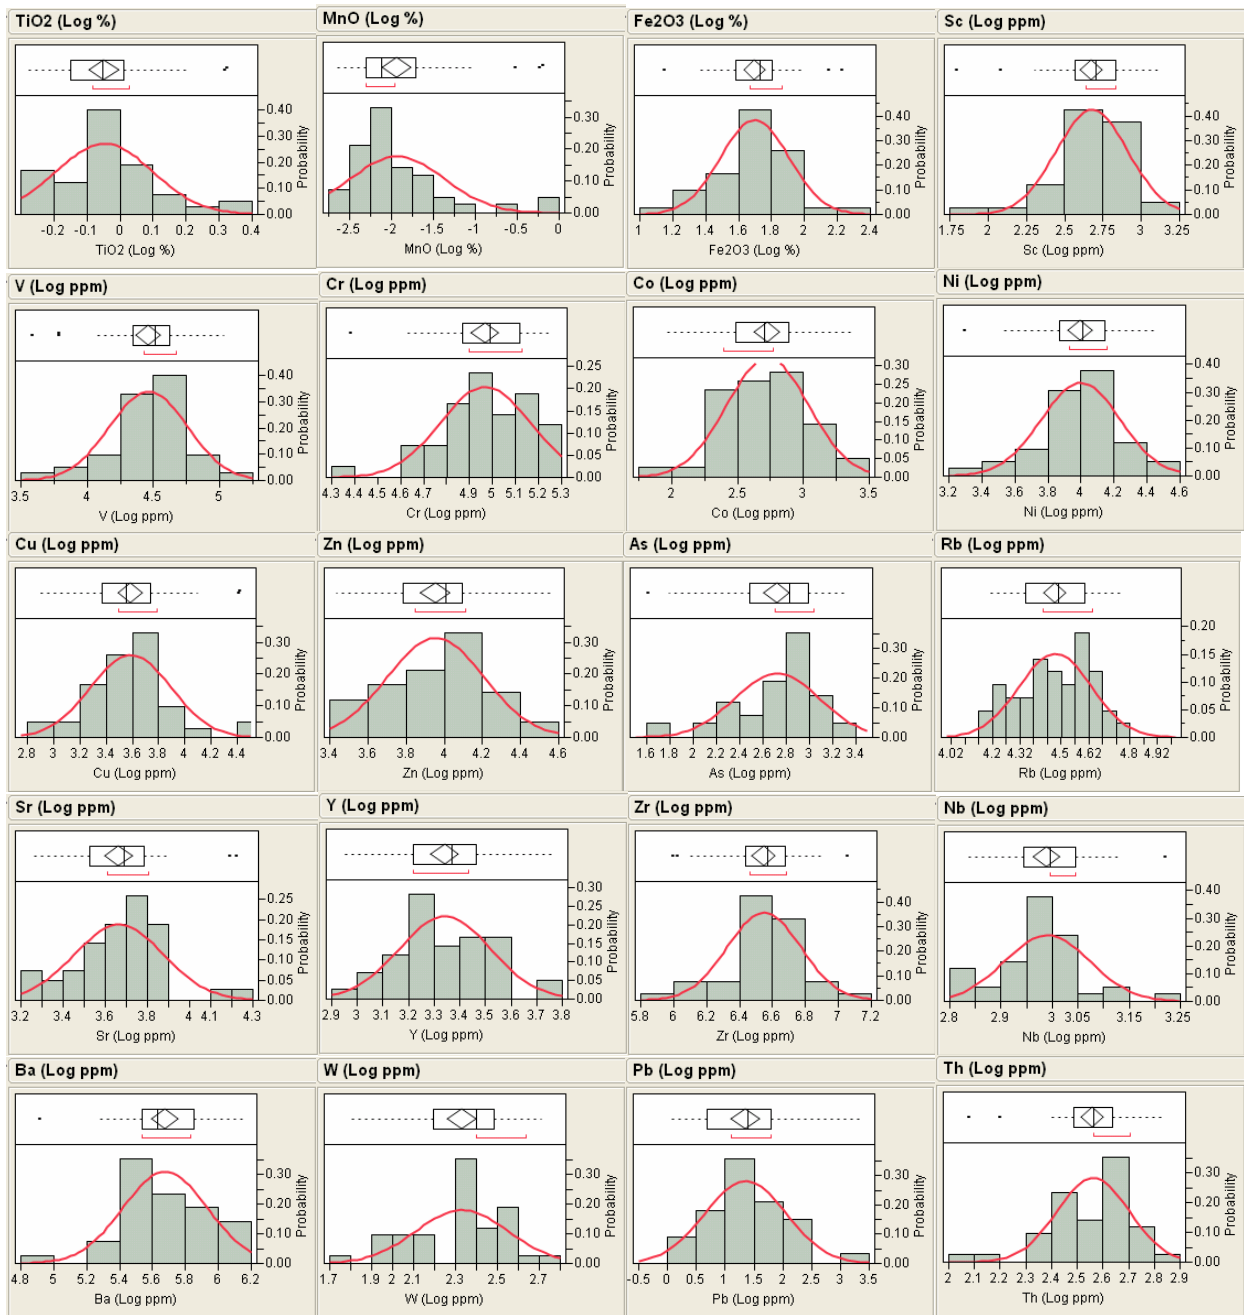 TiO2 (Log %)
0.40
0.30
0.20
0.10
0.00
Probability
-0.2 -0.1 0 0.1 0.2 0.3 0.4
TiO2 (Log %)
MnO (Log %)
0.30
0.20
0.10
0.00
Probability
-2.5 -2 -1.5 -1 -0.5 0
MnO (Log %)
Fe2O3 (Log %)
0.40
0.30
0.20
0.10
0.00
Probability
1 1.2 1.4 1.6 1.8 2 2.2 2.4
Fe2O3 (Log %)
Sc (Log ppm)
0.40
0.30
0.20
0.10
0.00
Probability
1.75 2 2.25 2.5 2.75 3 3.25
Sc (Log ppm)
V (Log ppm)
0.40
0.30
0.20
0.10
0.00
Probability
3.5 4 4.5 5
V (Log ppm)
Cr (Log ppm)
0.25
0.20
0.15
0.10
0.05
0.00
Probability
4.3 4.4 4.5 4.6 4.7 4.9 5 5.1 5.2 5.3
Cr (Log ppm)
Co (Log ppm)
0.30
0.25
0.20
0.15
0.10
0.05
0.00
Probability
2 2.5 3 3.5
Co (Log ppm)
Ni (Log ppm)
0.40
0.30
0.20
0.10
0.00
Probability
3.2 3.4 3.6 3.8 4 4.2 4.4 4.6
Ni (Log ppm)
Cu (Log ppm)
0.30
0.20
0.10
0.00
Probability
2.8 3 3.2 3.4 3.6 3.8 4 4.2 4.4
Cu (Log ppm)
Zn (Log ppm)
0.30
0.20
0.10
0.00
Probability
3.4 3.6 3.8 4 4.2 4.4 4.6
Zn (Log ppm)
As (Log ppm)
0.30
0.20
0.10
0.00
Probability
1.6 1.8 2 2.2 2.4 2.6 2.8 3 3.2 3.4
As (Log ppm)
Rb (Log ppm)
0.20
0.15
0.10
0.05
0.00
Probability
4.02 4.2 4.32 4.5 4.62 4.8 4.92
Rb (Log ppm)
Sr (Log ppm)
0.25
0.20
0.15
0.10
0.05
0.00
Probability
3.2 3.4 3.5 3.6 3.8 4 4.1 4.3
Sr (Log ppm)
Y (Log ppm)
0.30
0.25
0.20
0.15
0.10
0.05
0.00
Probability
2.9 3 3.1 3.2 3.3 3.4 3.5 3.6 3.7 3.8
Y (Log ppm)
Zr (Log ppm)
0.40
0.30
0.20
0.10
0.00
Probability
5.8 6 6.2 6.4 6.6 6.8 7 7.2
Zr (Log ppm)
Nb (Log ppm)
0.40
0.30
0.20
0.10
0.00
Probability
2.8 2.9 3 3.05 3.15 3.25
Nb (Log ppm)
Ba (Log ppm)
0.30
0.20
0.10
0.00
Probability
4.8 5 5.2 5.4 5.6 5.8 6 6.2
Ba (Log ppm)
W (Log ppm)
0.30
0.20
0.10
0.00
Probability
1.7 1.9 2.1 2.3 2.5 2.7
W (Log ppm)
Pb (Log ppm)
0.30
0.20
0.10
0.00
Probability
-0.5 0 0.5 1 1.5 2 2.5 3 3.5
Pb (Log ppm)
Th (Log ppm)
0.30
0.20
0.10
0.00
Probability
2 2.1 2.2 2.3 2.4 2.5 2.6 2.7 2.8 2.9
Th (Log ppm)